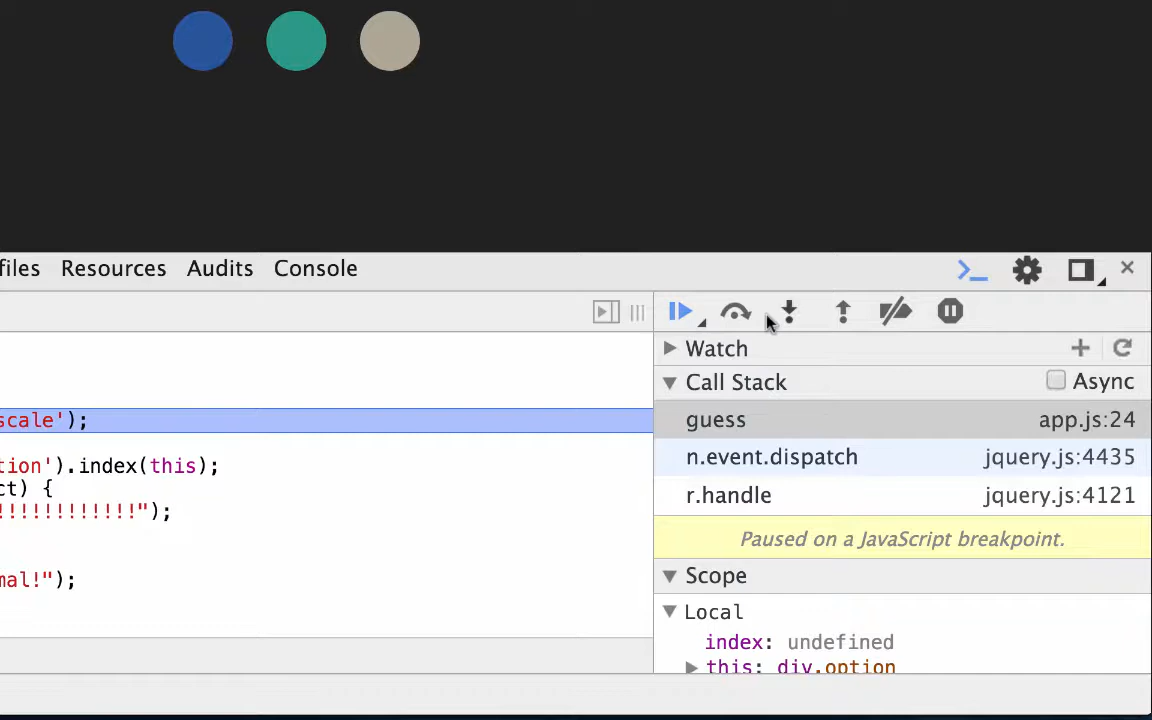 files Resources Audits Console
Watch
Call Stack Async
scale');
guess app.js:24
tion').index(this);
n.event.dispatch jquery.js:4435
ct) {
r.handle jquery.js:4121
!!!!!!!!!!!!!");
Paused on a JavaScript breakpoint.
mal!");
Scope
Local
index: undefined
this: div.option